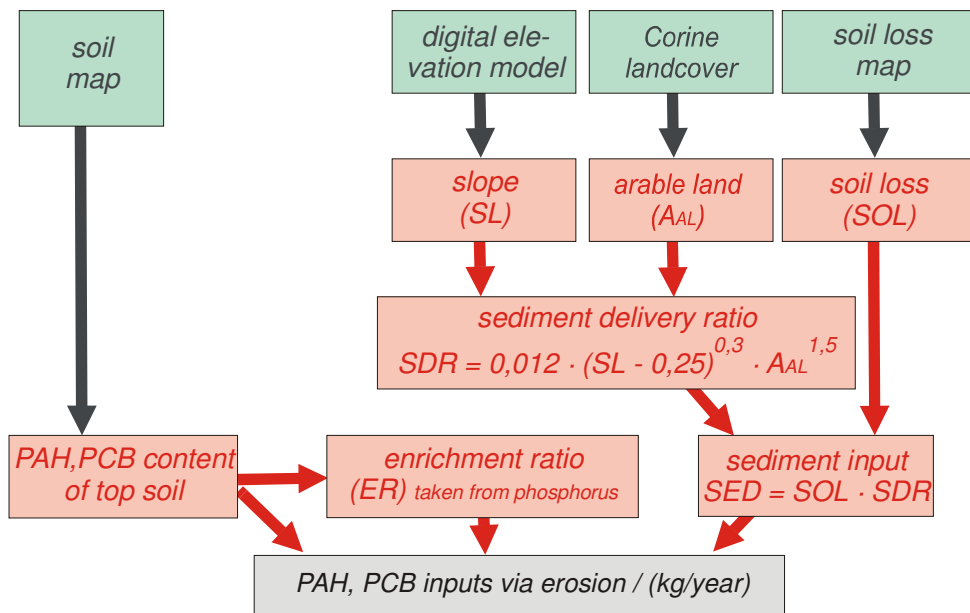 soil
map
digital ele-
vation model
Corine
landcover
soil loss
map
slope
(SL)
arable land
(AAL)
soil loss
(SOL)
sediment delivery ratio
SDR = 0,012 · (SL - 0,25)^0,3 · AAL^1,5
PAH,PCB content
of top soil
enrichment ratio
(ER) taken from phosphorus
sediment input
SED = SOL · SDR
PAH, PCB inputs via erosion / (kg/year)